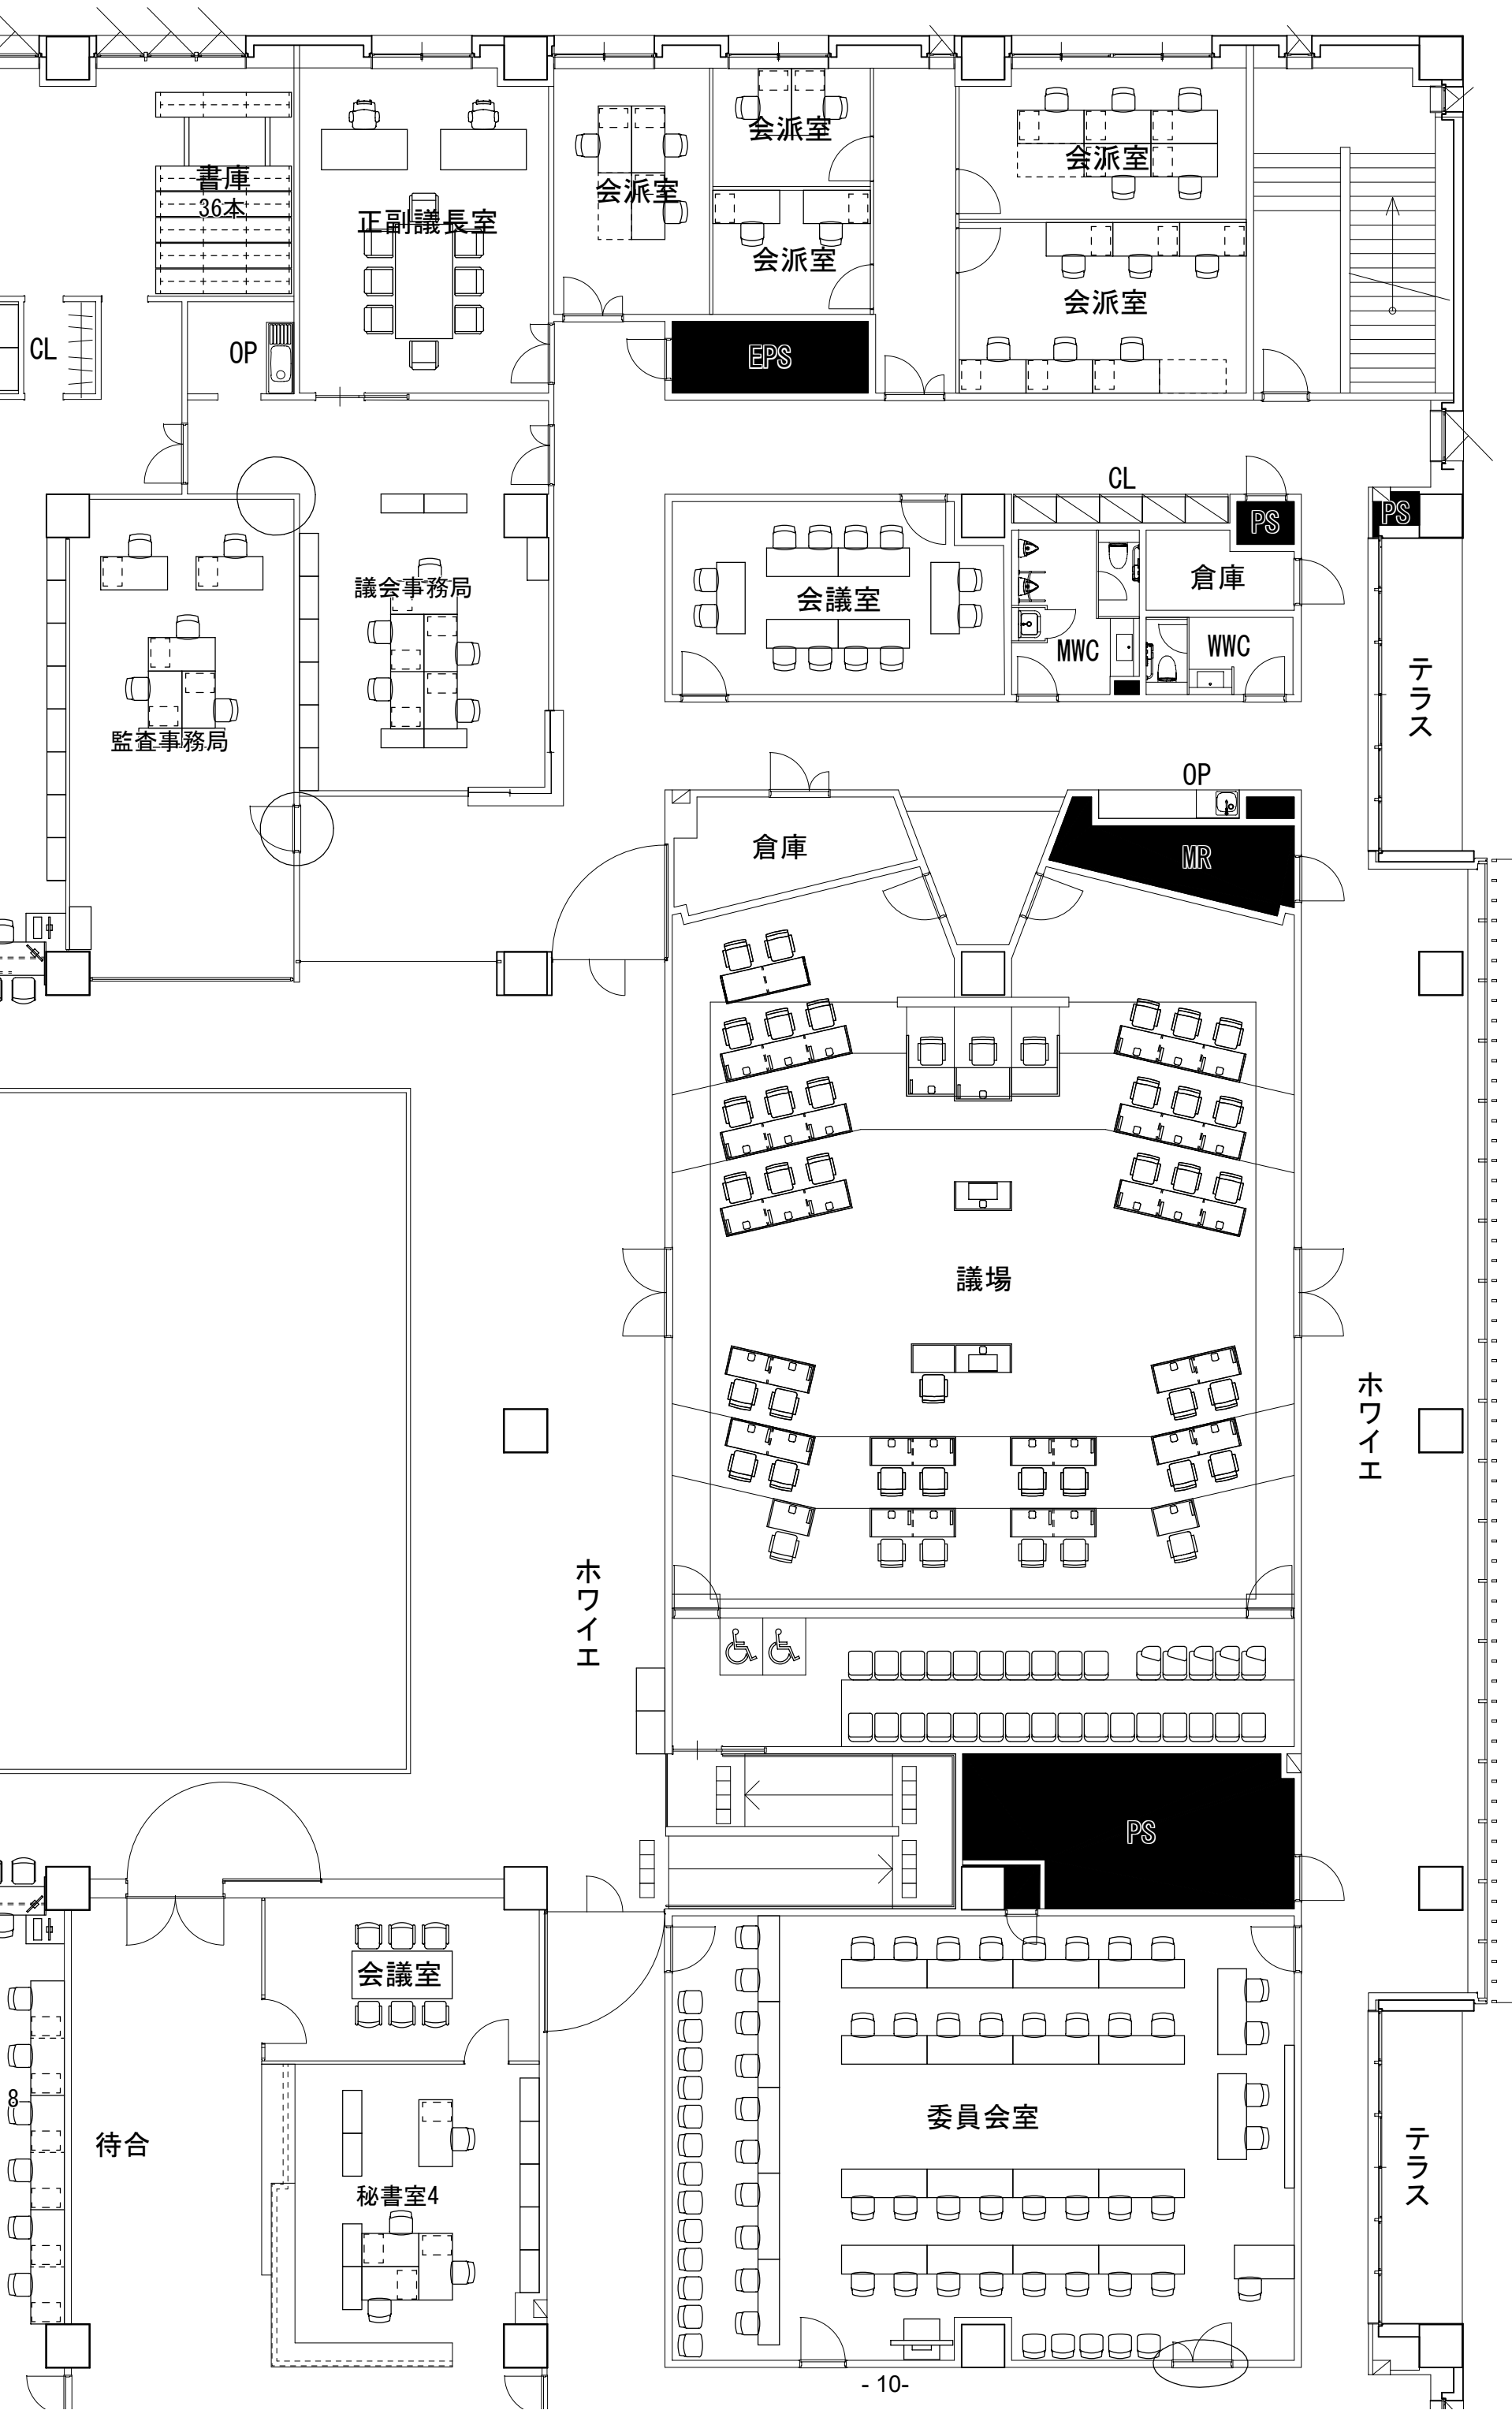 会派室
会派室
書庫
36本
会派室
正副議長室
会派室
会派室
CL
OP
EPS
CL
PS
PS
倉庫
議会事務局
会議室
MWC
WWC
テラス
監査事務局
OP
倉庫
MR
議場
ホワイエ
ホワイエ
PS
会議室
8
委員会室
待合
テラス
秘書室4
- 10-